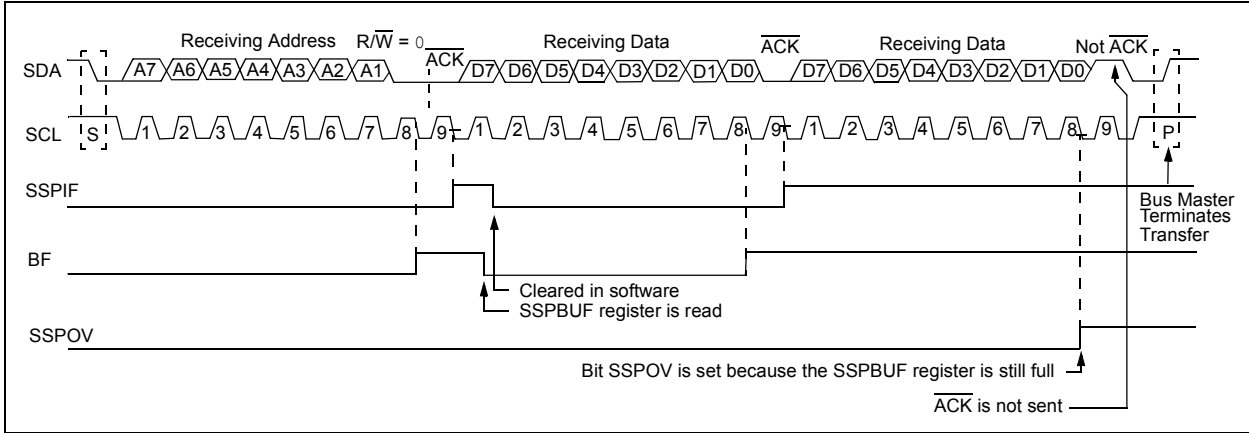 Receiving Address R/W̅ = 0 A̅C̅K̅ Receiving Data A̅C̅K̅ Receiving Data Not A̅C̅K̅
SDA A7 A6 A5 A4 A3 A2 A1 D7 D6 D5 D4 D3 D2 D1 D0 D7 D6 D5 D4 D3 D2 D1 D0
SCL S 1 2 3 4 5 6 7 8 9 1 2 3 4 5 6 7 8 9 1 2 3 4 5 6 7 8 9 P
SSPIF
Bus Master
Terminates
Transfer
BF
Cleared in software
SSPBUF register is read
SSPOV
Bit SSPOV is set because the SSPBUF register is still full
A̅C̅K̅ is not sent